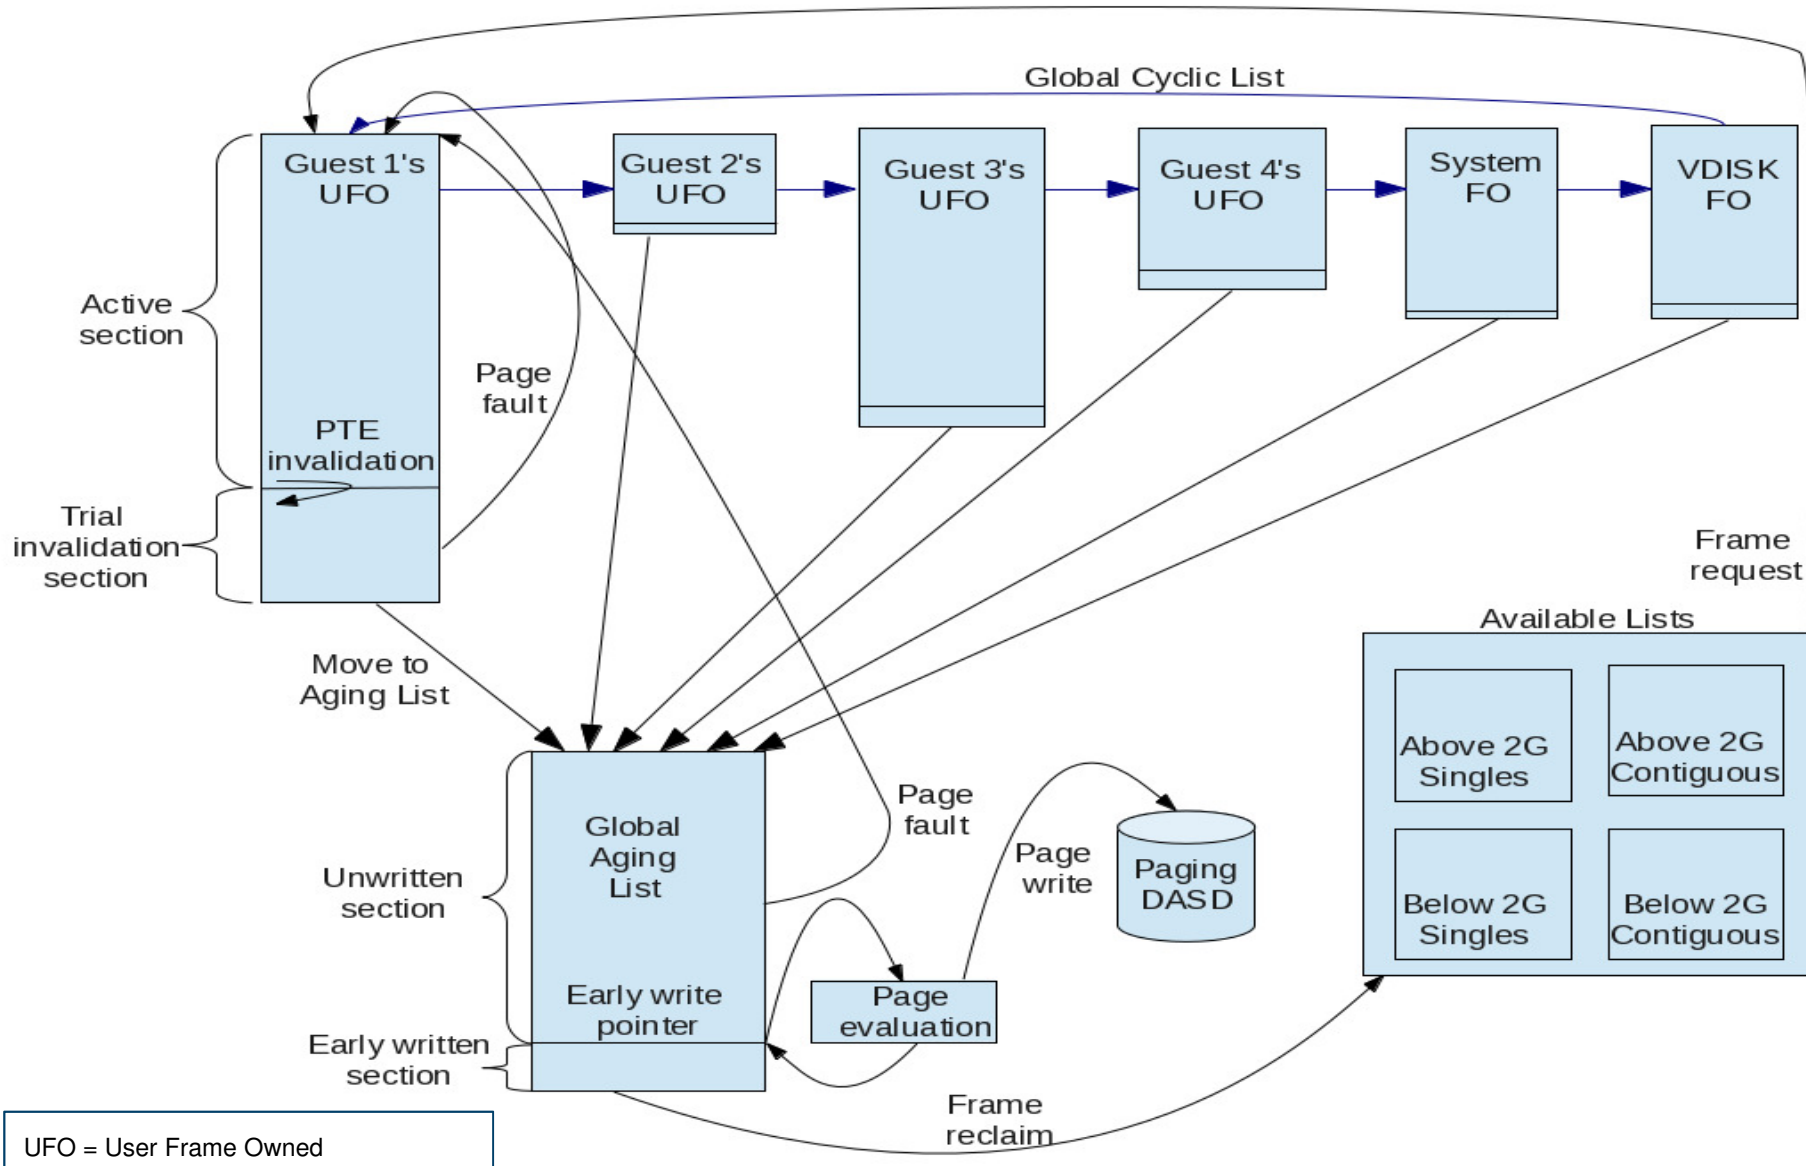 Global Cyclic List
Guest 1's
UFO
Guest 2's
UFO
Guest 3's
UFO
Guest 4's
UFO
System
FO
VDISK
FO
Active
section
Page
fault
PTE
invalidation
Trial
invalidation
section
Frame
request
Available Lists
Move to
Aging List
Above 2G
Singles
Above 2G
Contiguous
Below 2G
Singles
Below 2G
Contiguous
Global
Aging
List
Page
fault
Page
write
Paging
DASD
Unwritten
section
Early write
pointer
Page
evaluation
Early written
section
Frame
reclaim
UFO = User Frame Owned